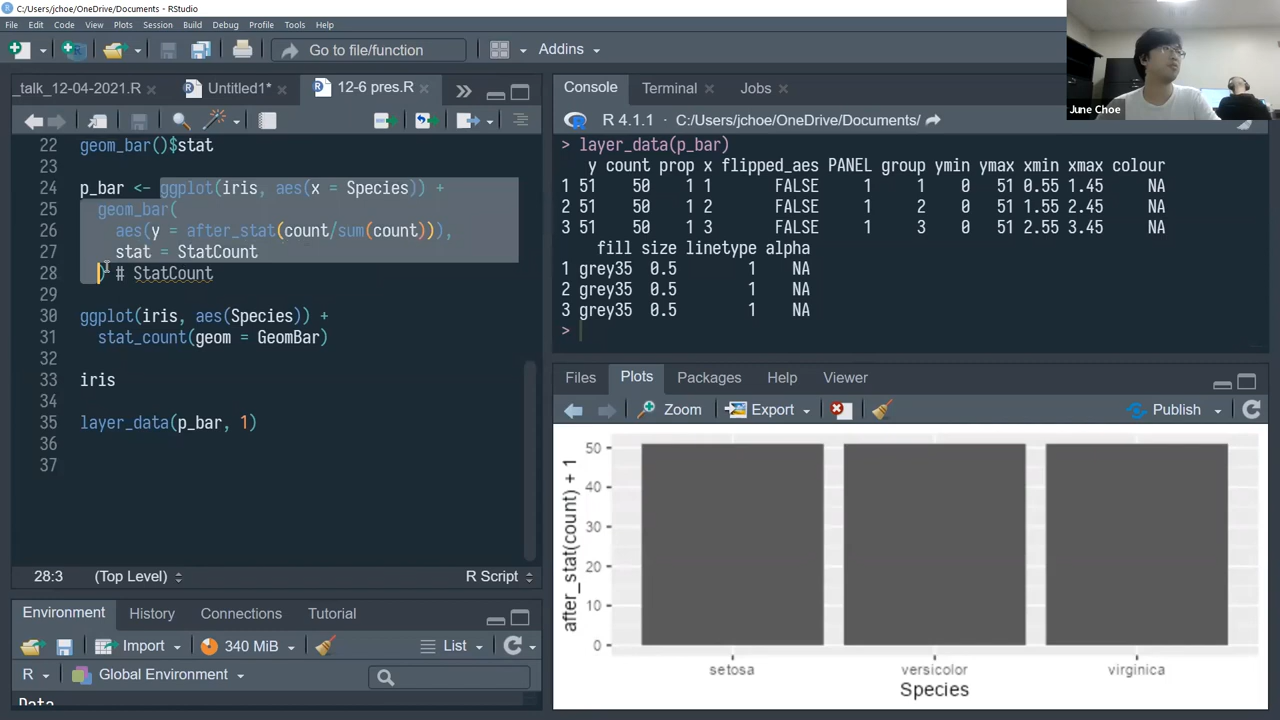 C:/Users/jchoe/OneDrive/Documents - RStudio
File Edit Code View Plots Session Build Debug Profile Tools Help
Go to file/function
Addins
_talk_12-04-2021.R
Untitled1*
12-6 pres.R
22 geom_bar()$stat
23
24 p_bar <- ggplot(iris, aes(x = Species)) +
25 geom_bar(
26 aes(y = after_stat(count/sum(count))),
27 stat = StatCount
28 ) # StatCount
29
30 ggplot(iris, aes(Species)) +
31 stat_count(geom = GeomBar)
32
33 iris
34
35 layer_data(p_bar, 1)
36
37
28:3 (Top Level) R Script
Environment History Connections Tutorial
Import 340 MiB List
R Global Environment
Data
Console Terminal Jobs
R 4.1.1 · C:/Users/jchoe/OneDrive/Documents/
> layer_data(p_bar)
y count prop x flipped_aes PANEL group ymin ymax xmin xmax colour
1 51 50 1 1 FALSE 1 1 0 51 0.55 1.45 NA
2 51 50 1 2 FALSE 1 2 0 51 1.55 2.45 NA
3 51 50 1 3 FALSE 1 3 0 51 2.55 3.45 NA
fill size linetype alpha
1 grey35 0.5 1 NA
2 grey35 0.5 1 NA
3 grey35 0.5 1 NA
>
Files Plots Packages Help Viewer
Zoom Export Publish
after_stat(count) + 1
50
40
30
20
10
0
setosa versicolor virginica
Species
June Choe